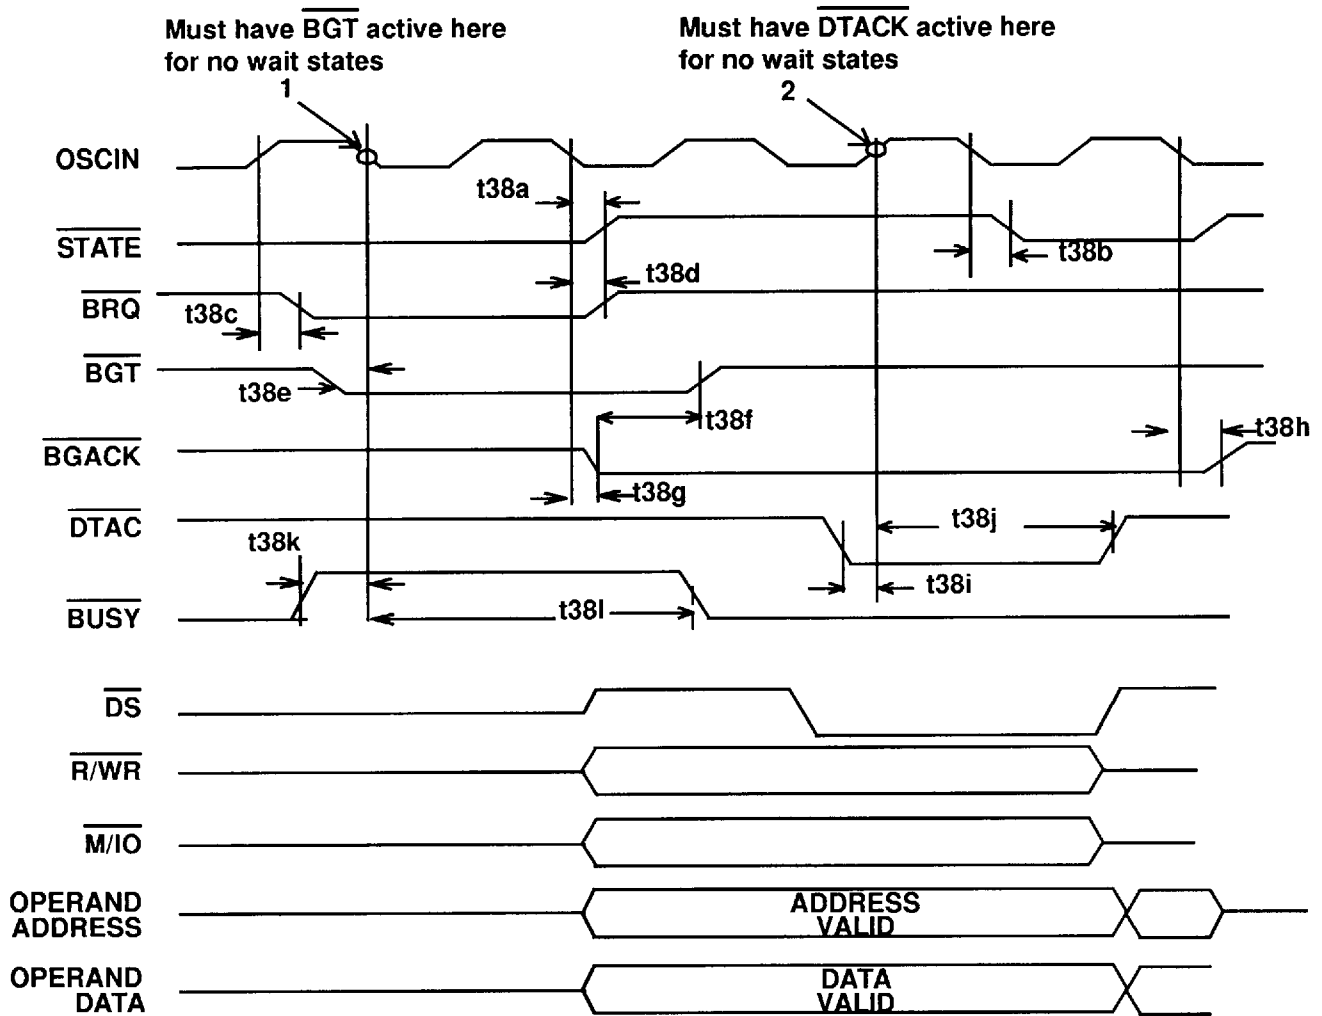 Must have BGT active here
for no wait states
1
Must have DTACK active here
for no wait states
2
OSCIN
t38a
STATE
t38b
t38d
BRQ
t38c
BGT
t38e
t38f
BGACK
t38h
t38g
DTAC
t38j
t38k
t38i
BUSY
t38l
DS
R/WR
M/IO
OPERAND
ADDRESS
ADDRESS
VALID
OPERAND
DATA
DATA
VALID